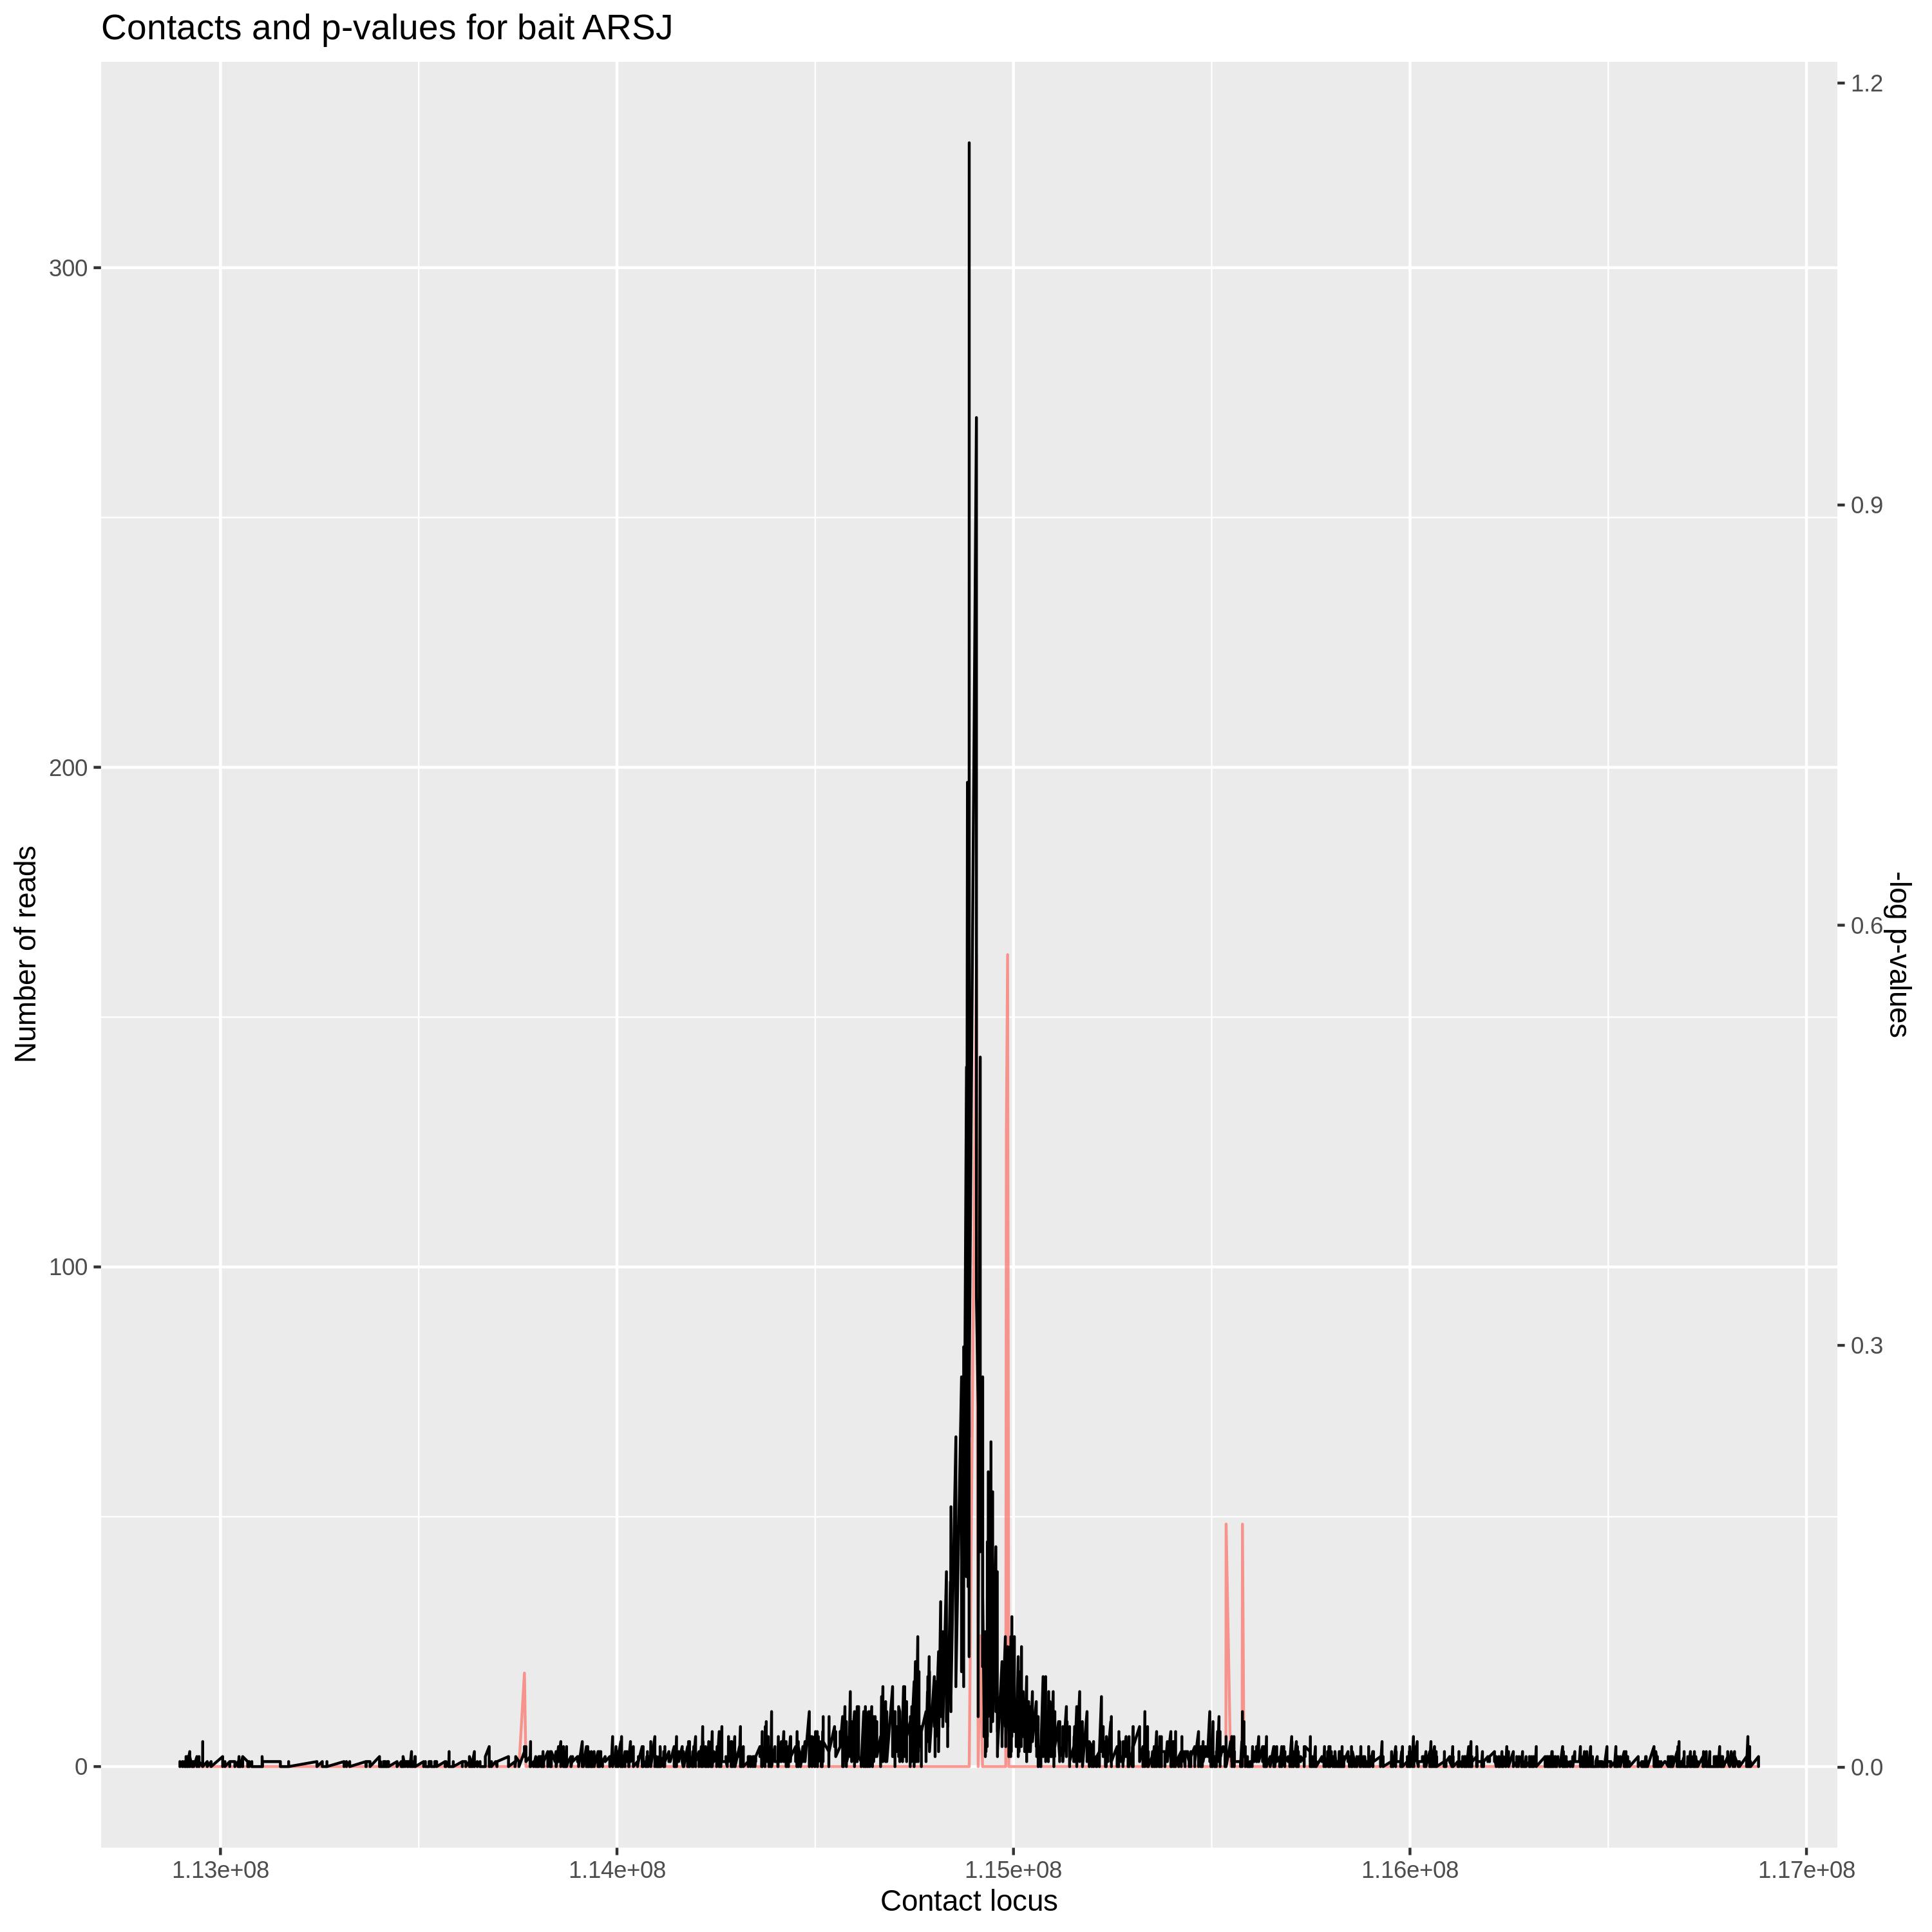 Contacts and p-values for bait ARSJ
300
200
100
0
Number of reads
1.2
0.9
0.6
0.3
0.0
-log p-values
1.13e+08
1.14e+08
1.15e+08
1.16e+08
1.17e+08
Contact locus